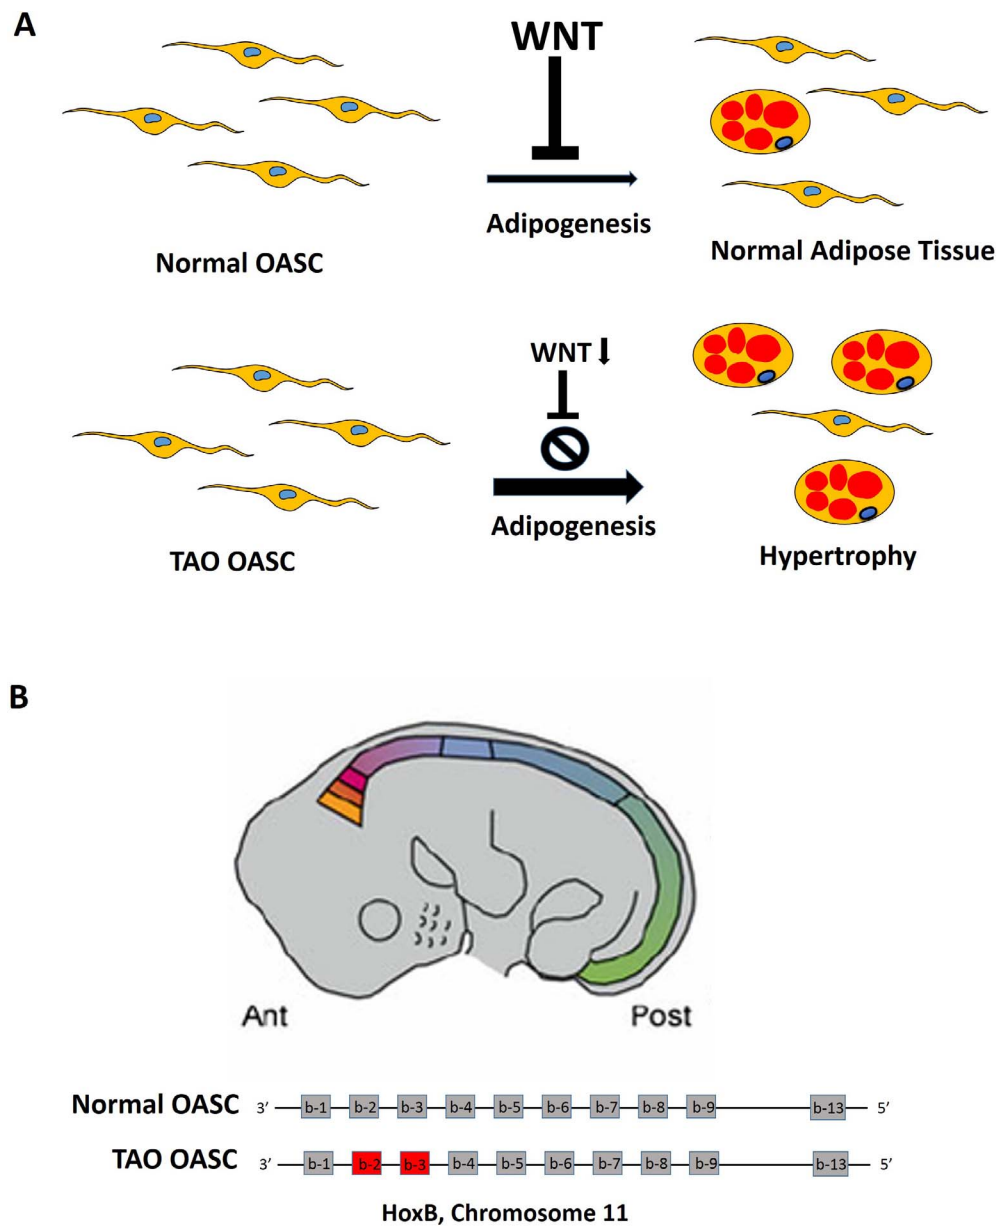 A
WNT
Adipogenesis
Normal OASC
Normal Adipose Tissue
WNT
Adipogenesis
TAO OASC
Hypertrophy
B
Ant
Post
Normal OASC 3’ b-1 b-2 b-3 b-4 b-5 b-6 b-7 b-8 b-9 b-13 5’
TAO OASC 3’ b-1 b-2 b-3 b-4 b-5 b-6 b-7 b-8 b-9 b-13 5’
HoxB, Chromosome 11